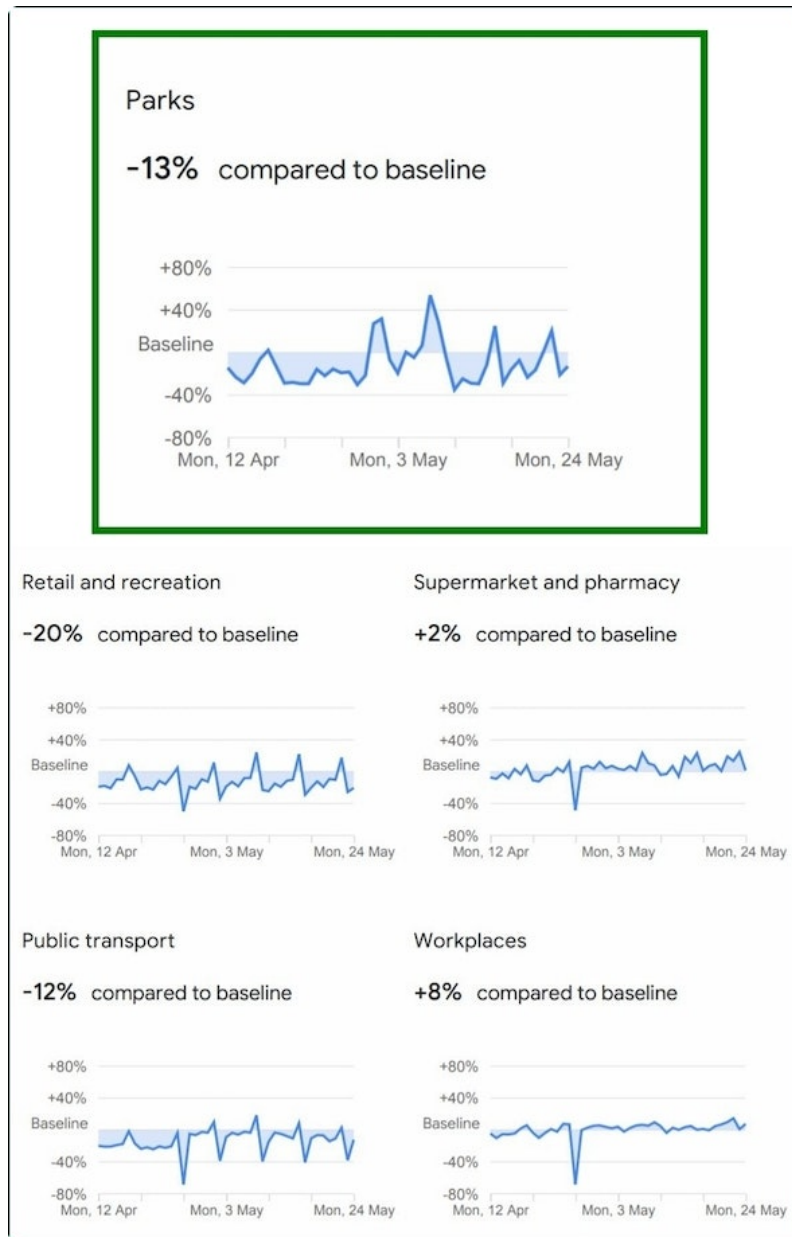 Parks
-13% compared to baseline
+80%
+40%
Baseline
-40%
-80%
Mon, 12 Apr Mon, 3 May Mon, 24 May
Retail and recreation
-20% compared to baseline
+80%
+40%
Baseline
-40%
-80%
Mon, 12 Apr Mon, 3 May Mon, 24 May
Supermarket and pharmacy
+2% compared to baseline
+80%
+40%
Baseline
-40%
-80%
Mon, 12 Apr Mon, 3 May Mon, 24 May
Public transport
-12% compared to baseline
+80%
+40%
Baseline
-40%
-80%
Mon, 12 Apr Mon, 3 May Mon, 24 May
Workplaces
+8% compared to baseline
+80%
+40%
Baseline
-40%
-80%
Mon, 12 Apr Mon, 3 May Mon, 24 May